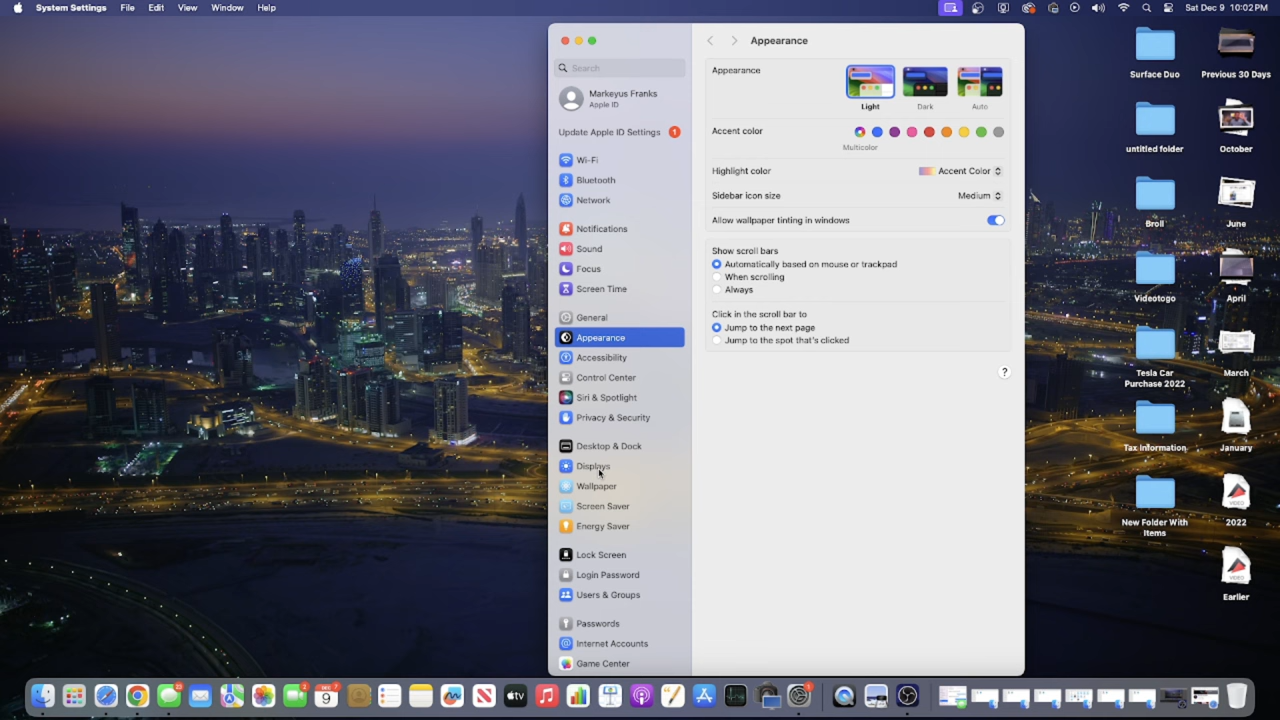 System Settings File Edit View Window Help Sat Dec 9 10:02 PM
Search
Markeyus Franks
Apple ID
Update Apple ID Settings 1
Wi-Fi
Bluetooth
Network
Notifications
Sound
Focus
Screen Time
General
Appearance
Accessibility
Control Center
Siri & Spotlight
Privacy & Security
Desktop & Dock
Displays
Wallpaper
Screen Saver
Energy Saver
Lock Screen
Login Password
Users & Groups
Passwords
Internet Accounts
Game Center
Appearance
Appearance
Light Dark Auto
Accent color
Multicolor
Highlight color Accent Color
Sidebar icon size Medium
Allow wallpaper tinting in windows
Show scroll bars
Automatically based on mouse or trackpad
When scrolling
Always
Click in the scroll bar to
Jump to the next page
Jump to the spot that's clicked
?
Surface Duo Previous 30 Days
untitled folder October
Broll June
Videotogo April
VIDEO
Tesla Car
Purchase 2022
March
Tax Information January
New Folder With
Items
2022
VIDEO
Earlier
9
tv